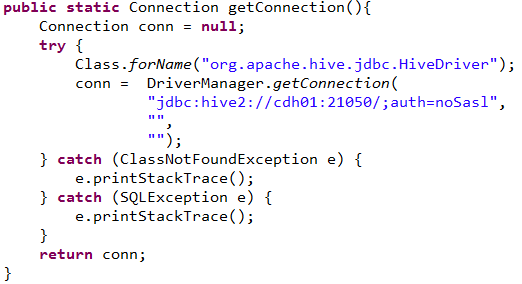 public static Connection getConnection(){
    Connection conn = null;
    try {
        Class.forName("org.apache.hive.jdbc.HiveDriver");
        conn =  DriverManager.getConnection(
                "jdbc:hive2://cdh01:21050/;auth=noSasl",
                "",
                "");
    } catch (ClassNotFoundException e) {
        e.printStackTrace();
    } catch (SQLException e) {
        e.printStackTrace();
    }
    return conn;
}